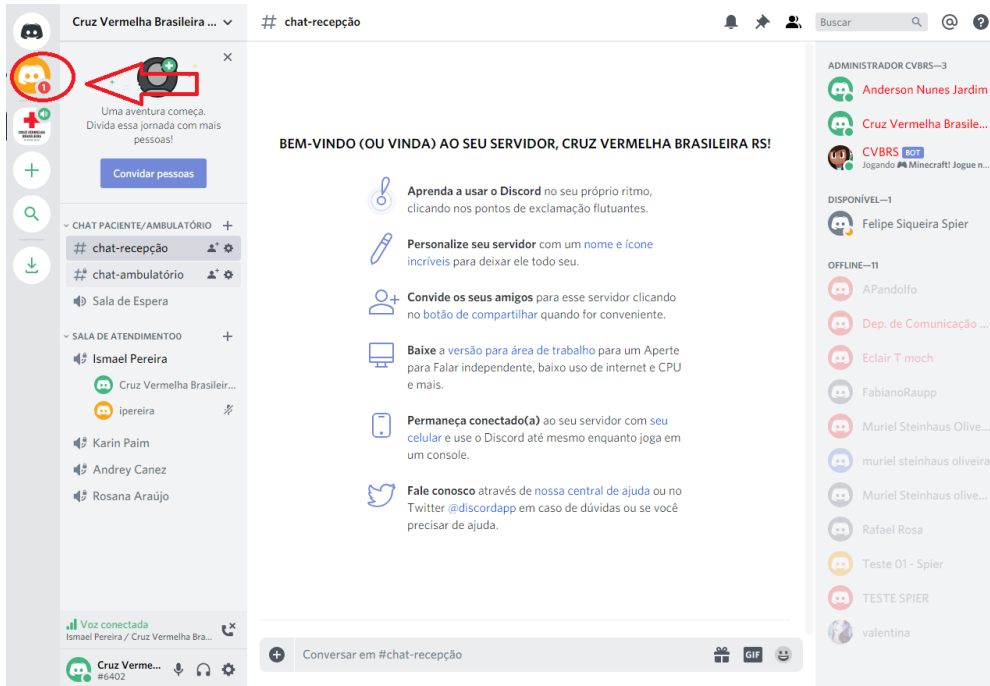 Cruz Vermelha Brasileira ...
1
CRUZ VERMELHA
BRASILEIRA
Uma aventura começa.
Divida essa jornada com mais
pessoas!
Convidar pessoas
CHAT PACIENTE/AMBULATÓRIO
# chat-recepção
# chat-ambulatório
Sala de Espera
SALA DE ATENDIMENTOO
Ismael Pereira
Cruz Vermelha Brasileir...
ipereira
Karin Paim
Andrey Canez
Rosana Araújo
Voz conectada
Ismael Pereira / Cruz Vermelha Bra...
Cruz Verme...
#6402
# chat-recepção
Buscar
BEM-VINDO (OU VINDA) AO SEU SERVIDOR, CRUZ VERMELHA BRASILEIRA RS!
Aprenda a usar o Discord no seu próprio ritmo,
clicando nos pontos de exclamação flutuantes.
Personalize seu servidor com um nome e ícone
incríveis para deixar ele todo seu.
Convide os seus amigos para esse servidor clicando
no botão de compartilhar quando for conveniente.
Baixe a versão para área de trabalho para um Aperte
para Falar independente, baixo uso de internet e CPU
e mais.
Permaneça conectado(a) ao seu servidor com seu
celular e use o Discord até mesmo enquanto joga em
um console.
Fale conosco através de nossa central de ajuda ou no
Twitter @discordapp em caso de dúvidas ou se você
precisar de ajuda.
Conversar em #chat-recepção
GIF
ADMINISTRADOR CVBRS—3
Anderson Nunes Jardim
Cruz Vermelha Brasile...
CVBRS BOT
Jogando Minecraft! Jogue n...
DISPONÍVEL—1
Felipe Siqueira Spier
OFFLINE—11
APandolfo
Dep. de Comunicação ...
Eclair T moch
FabianoRaupp
Muriel Steinhaus Olive...
muriel steinhaus oliveira
Muriel Steinhaus olive...
Rafael Rosa
Teste 01 - Spier
TESTE SPIER
valentina